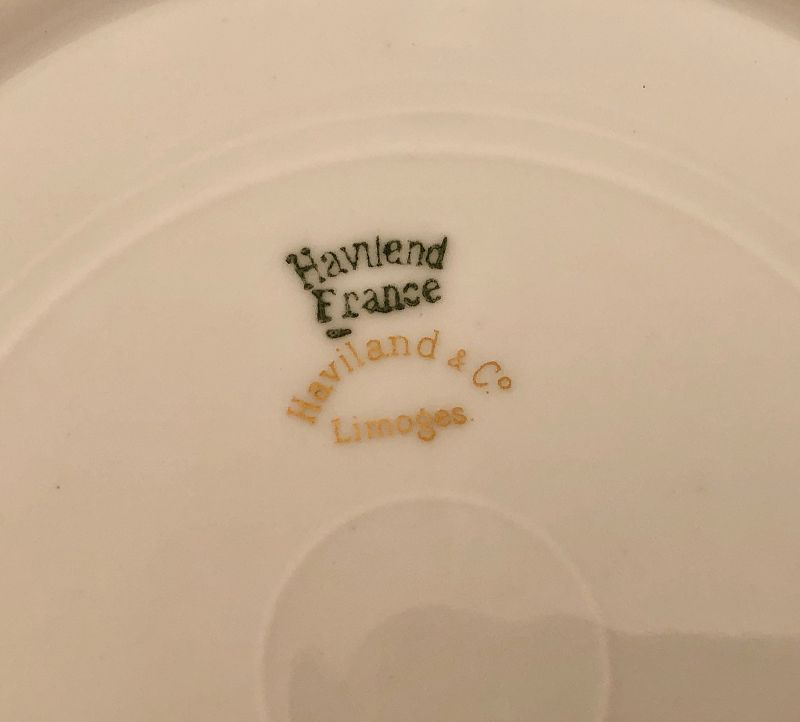 Haviland
France
Haviland & Co
Limoges